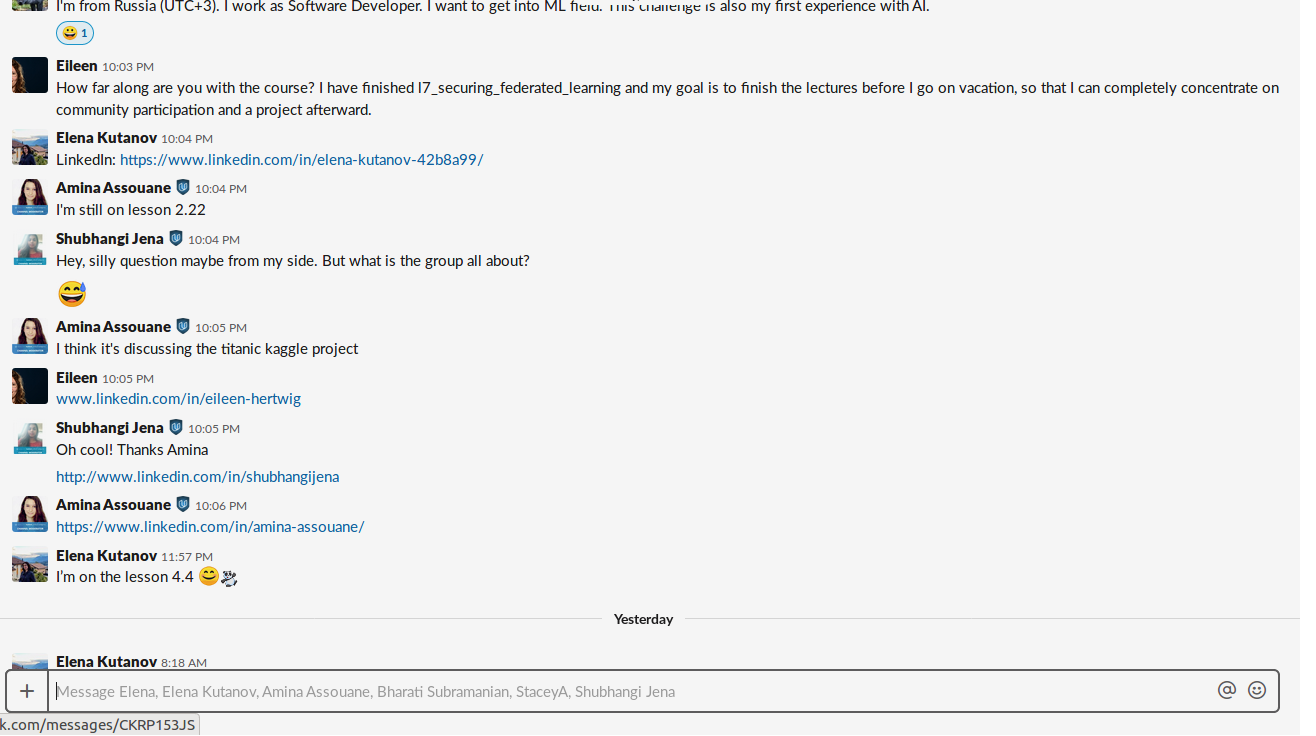 I'm from Russia (UTC+3). I work as Software Developer. I want to get into ML field. This challenge is also my first experience with AI.
1
Eileen 10:03 PM
How far along are you with the course? I have finished l7_securing_federated_learning and my goal is to finish the lectures before I go on vacation, so that I can completely concentrate on
community participation and a project afterward.
Elena Kutanov 10:04 PM
LinkedIn: https://www.linkedin.com/in/elena-kutanov-42b8a99/
Amina Assouane 10:04 PM
I'm still on lesson 2.22
Shubhangi Jena 10:04 PM
Hey, silly question maybe from my side. But what is the group all about?
Amina Assouane 10:05 PM
I think it's discussing the titanic kaggle project
Eileen 10:05 PM
www.linkedin.com/in/eileen-hertwig
Shubhangi Jena 10:05 PM
Oh cool! Thanks Amina
http://www.linkedin.com/in/shubhangijena
Amina Assouane 10:06 PM
https://www.linkedin.com/in/amina-assouane/
Elena Kutanov 11:57 PM
I'm on the lesson 4.4
Yesterday
Elena Kutanov 8:18 AM
Message Elena, Elena Kutanov, Amina Assouane, Bharati Subramanian, StaceyA, Shubhangi Jena
k.com/messages/CKRP153JS